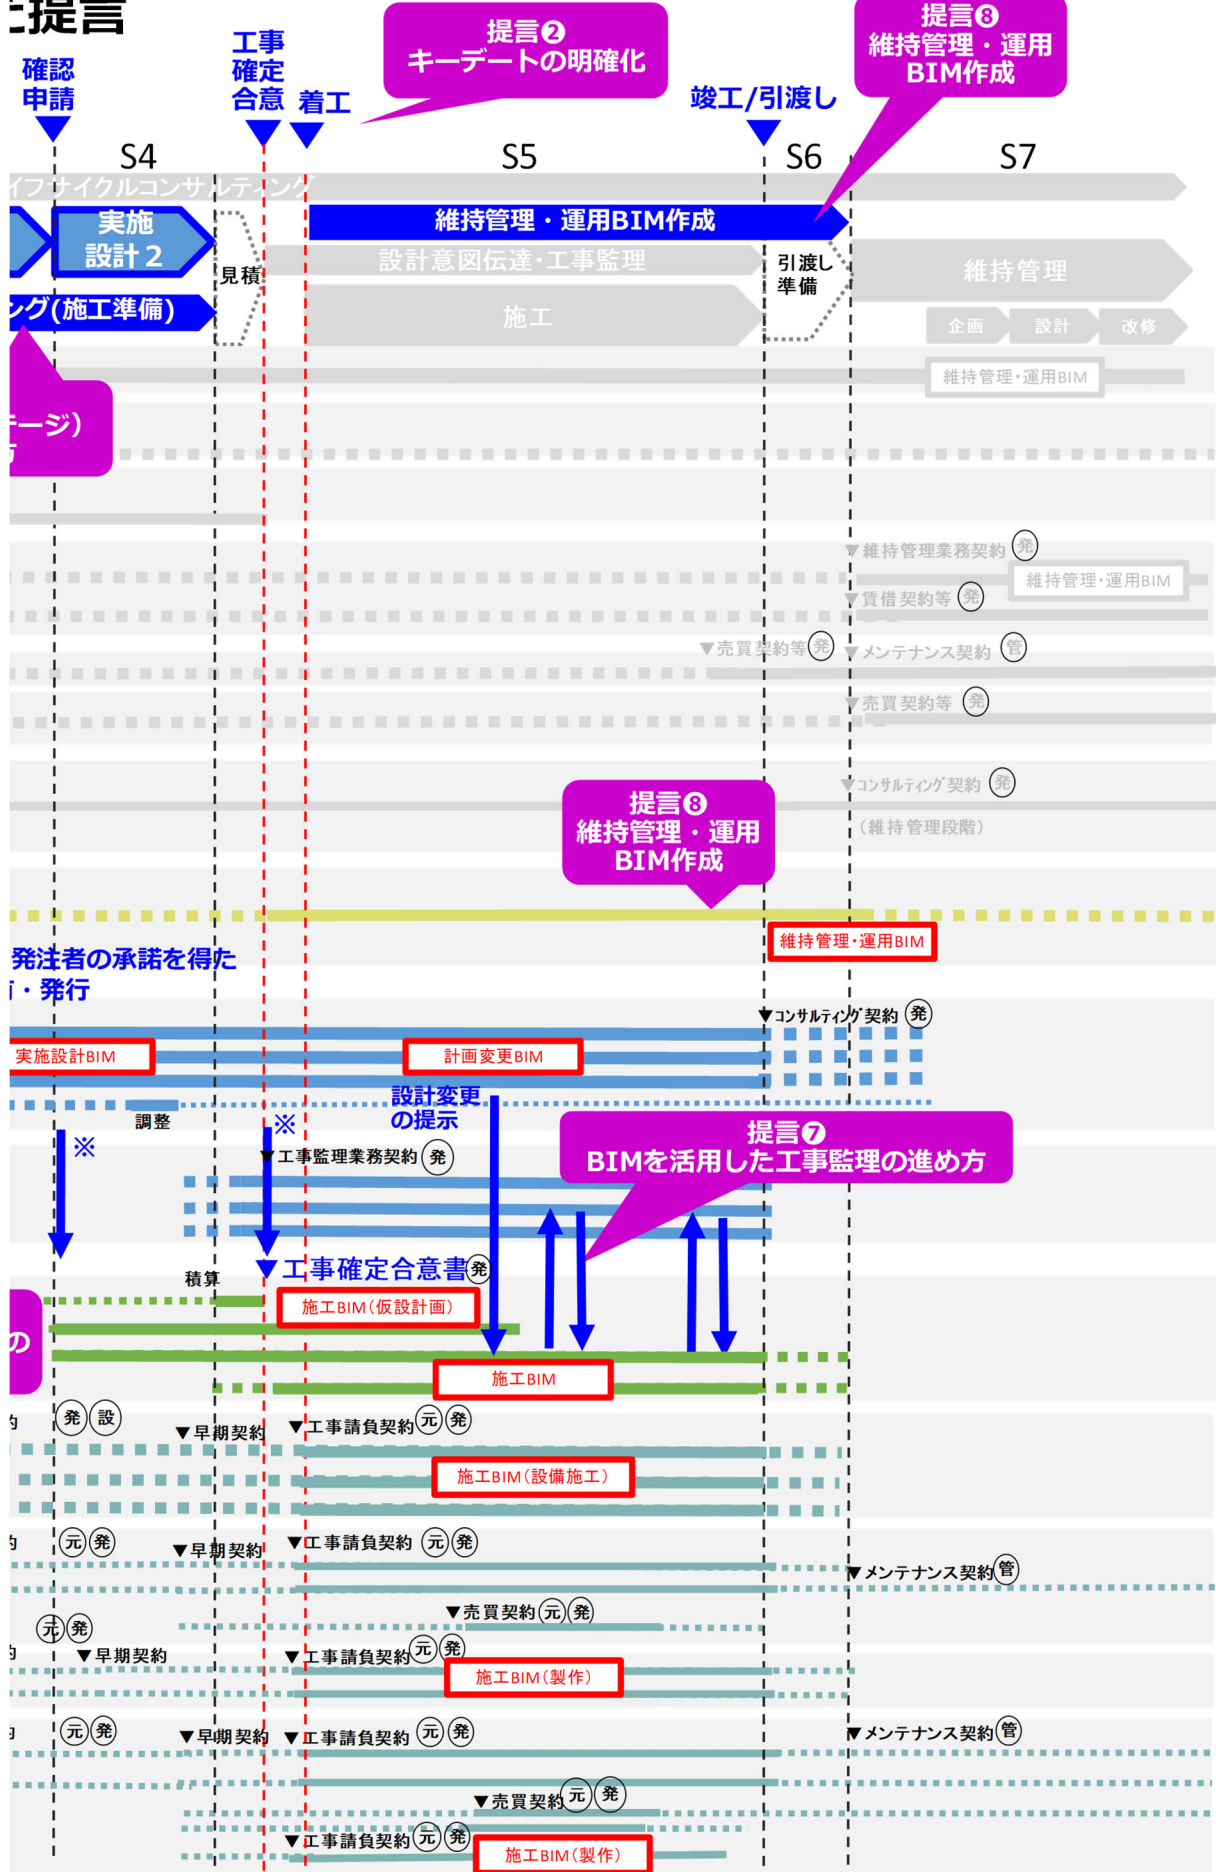 た提言
提言❷
キーデートの明確化
提言❽
維持管理・運用
BIM作成
確認
申請
工事
確定
合意
着工
竣工/引渡し
S4
S5
S6
S7
イフサイクルコンサルティング
実施
設計２
見積
維持管理・運用BIM作成
設計意図伝達・工事監理
引渡し
準備
維持管理
ング(施工準備)
施工
企画
設計
改修
維持管理・運用BIM
テージ）
方
▼維持管理業務契約 発
維持管理・運用BIM
▼賃借契約等 発
▼売買契約等 発
▼メンテナンス契約 管
▼売買契約等 発
▼コンサルティング契約 発
（維持管理段階）
提言❽
維持管理・運用
BIM作成
維持管理・運用BIM
発注者の承諾を得た
・発行
▼コンサルティング契約 発
実施設計BIM
計画変更BIM
設計変更
の提示
調整
※
※
提言❼
BIMを活用した工事監理の進め方
▼工事監理業務契約 発
▼工事確定合意書 発
積算
施工BIM（仮設計画）
の
施工BIM
約
発 設
▼早期契約
▼工事請負契約 元 発
施工BIM（設備施工）
約
元 発
▼早期契約
▼工事請負契約 元 発
▼メンテナンス契約 管
▼売買契約 元 発
元 発
約
▼早期契約
▼工事請負契約 元 発
施工BIM（製作）
約
元 発
▼早期契約
▼工事請負契約 元 発
▼メンテナンス契約 管
▼売買契約 元 発
▼工事請負契約 元 発
施工BIM（製作）